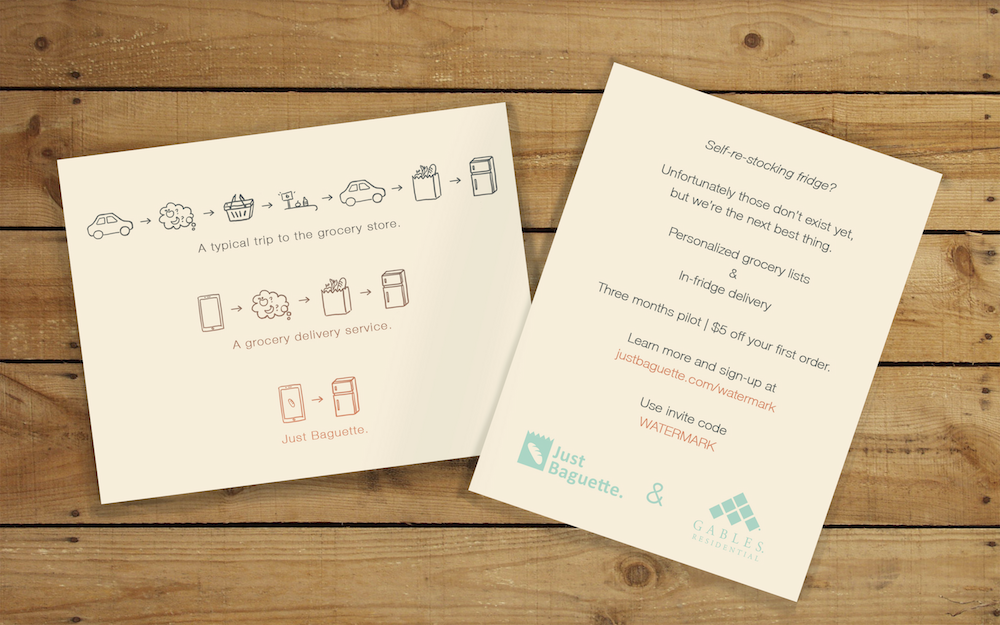 A typical trip to the grocery store.
A grocery delivery service.
Just Baguette.
Self-re-stocking fridge?
Unfortunately those don't exist yet,
but we're the next best thing.
Personalized grocery lists
&
In-fridge delivery
Three months pilot | $5 off your first order.
Learn more and sign-up at
justbaguette.com/watermark
Use invite code
WATERMARK
Just
Baguette.
&
GABLES
RESIDENTIAL